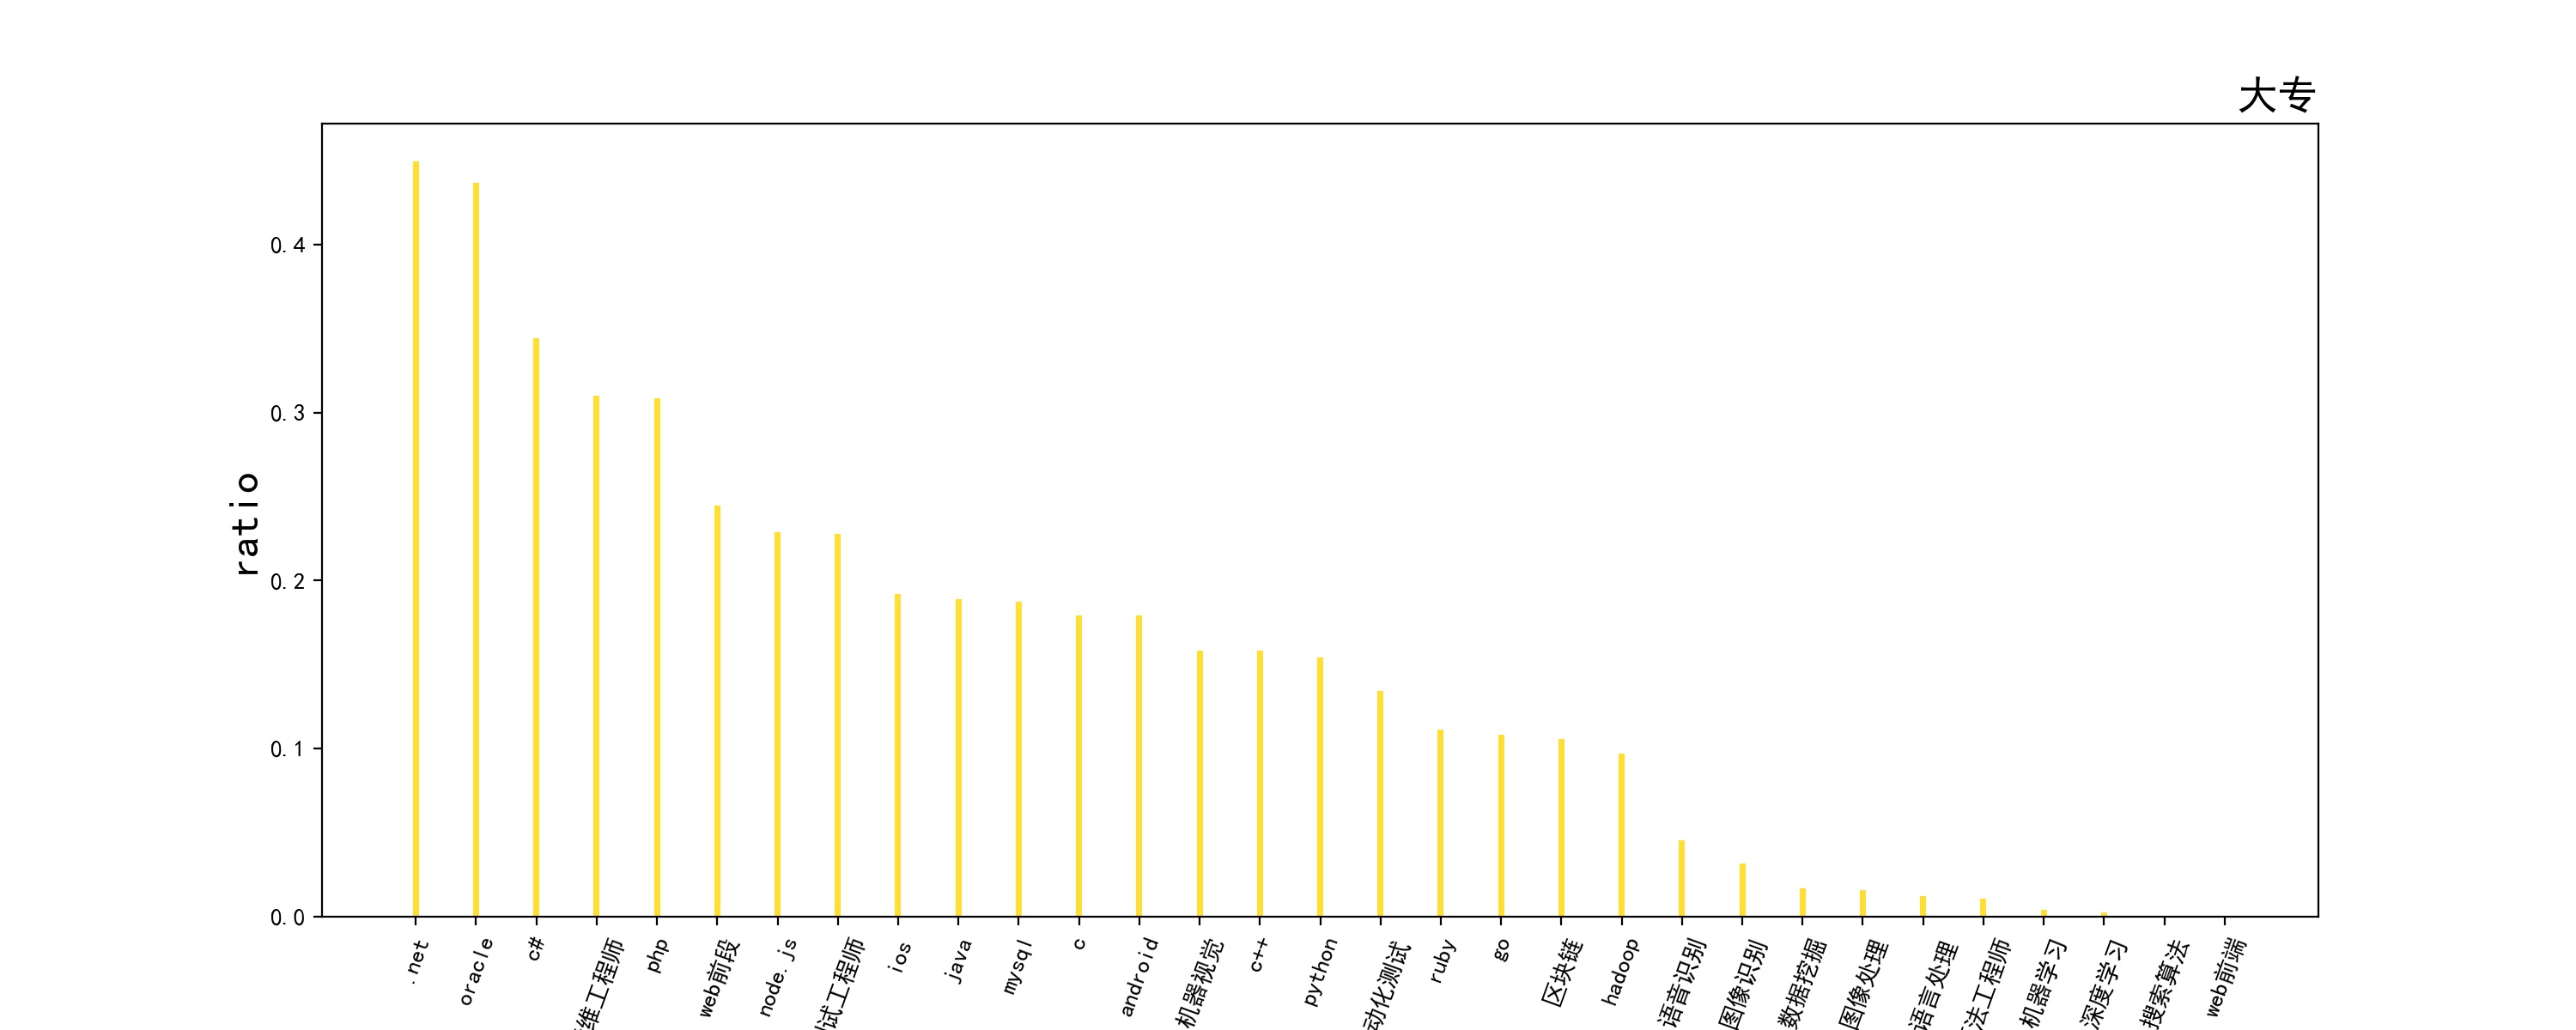 大专
ratio
0.4
0.3
0.2
0.1
0.0
.net
oracle
c#
维工程师
php
web前段
node.js
试工程师
ios
java
mysql
c
android
机器视觉
c++
python
动化测试
ruby
go
区块链
hadoop
语音识别
图像识别
数据挖掘
图像处理
语言处理
法工程师
机器学习
深度学习
搜索算法
web前端